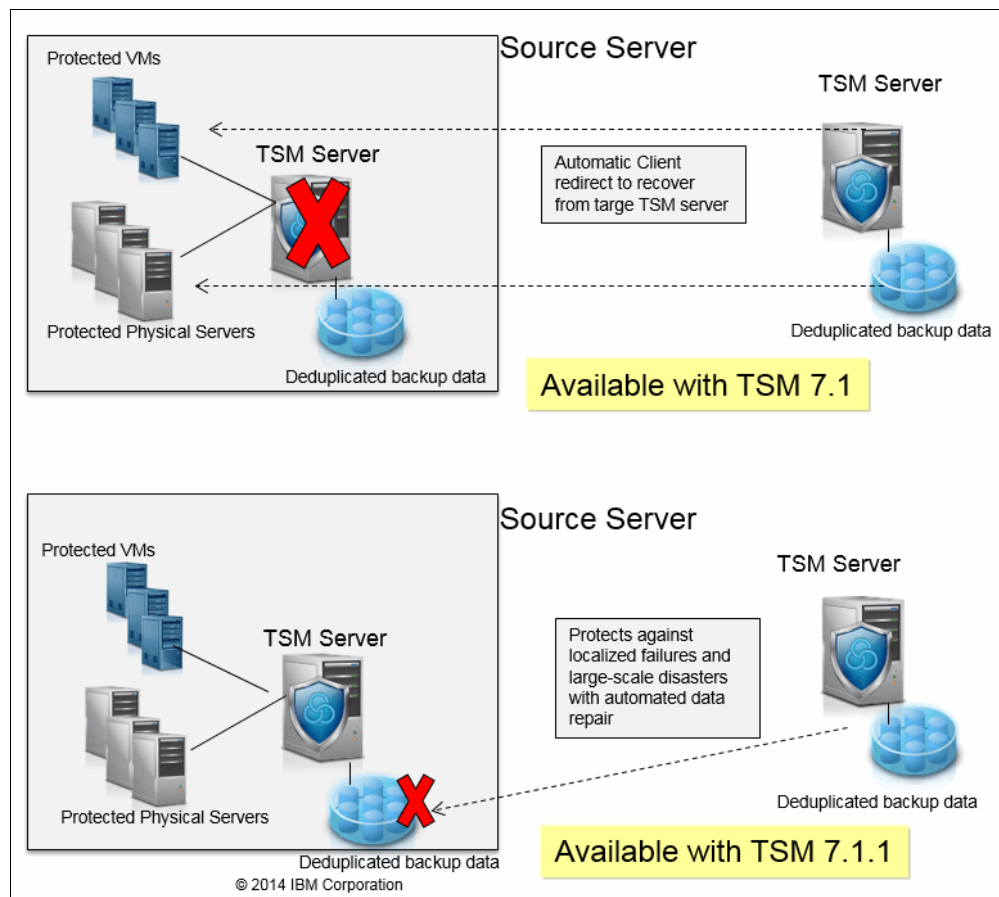 Source Server
Protected VMs
TSM Server
TSM Server
Automatic Client
redirect to recover
from targe TSM server
Protected Physical Servers
Deduplicated backup data
Deduplicated backup data
Available with TSM 7.1
Source Server
Protected VMs
TSM Server
TSM Server
Protects against
localized failures and
large-scale disasters
with automated data
repair
Protected Physical Servers
Deduplicated backup data
Deduplicated backup data
Available with TSM 7.1.1
© 2014 IBM Corporation